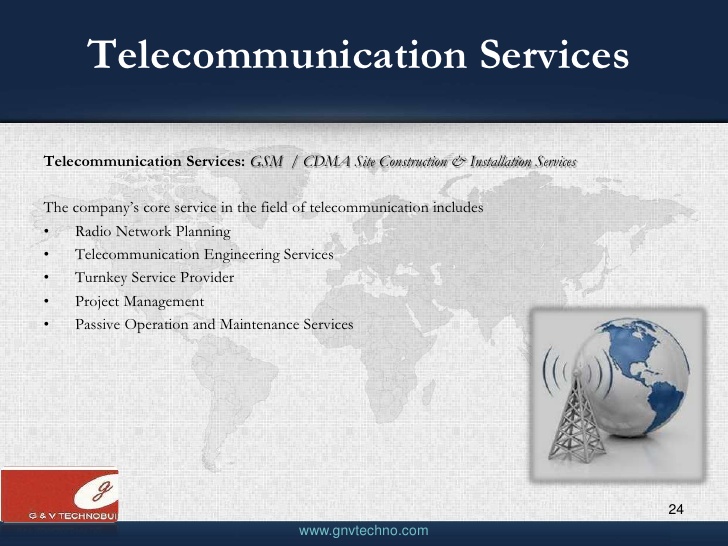 Telecommunication Services
Telecommunication Services: GSM / CDMA Site Construction & Installation Services
The company's core service in the field of telecommunication includes
• Radio Network Planning
• Telecommunication Engineering Services
• Turnkey Service Provider
• Project Management
• Passive Operation and Maintenance Services
g
G & V TECHNOBUI
24
www.gnvtechno.com